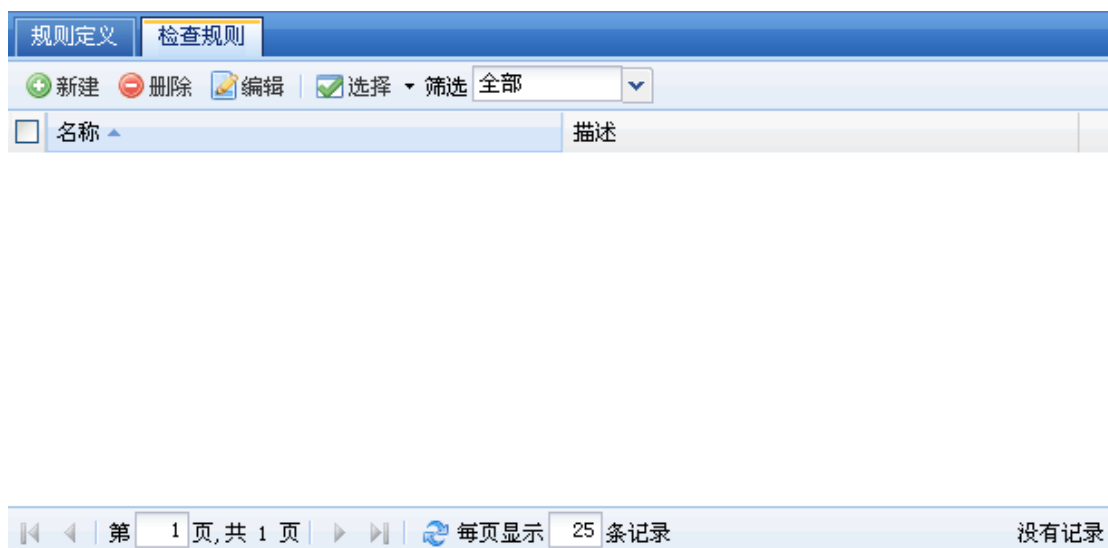 规则定义 检查规则
新建 删除 编辑 选择 筛选 全部
名称 描述
第 1 页,共 1 页 每页显示 25 条记录 没有记录